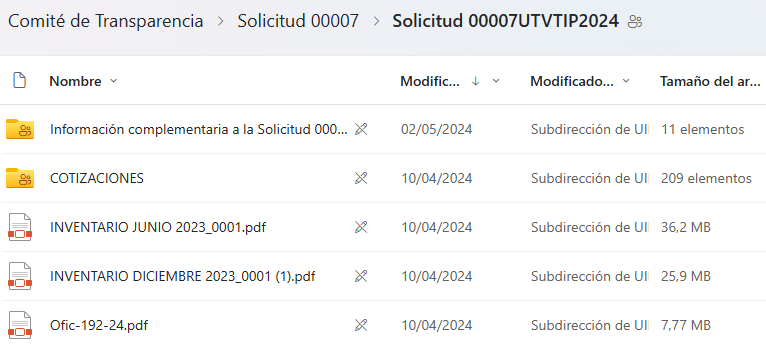 Comité de Transparencia > Solicitud 00007 > Solicitud 00007UTVTIP2024
Nombre Modific... Modificado... Tamaño del ar...
Información complementaria a la Solicitud 000... 02/05/2024 Subdirección de UI 11 elementos
COTIZACIONES 10/04/2024 Subdirección de UI 209 elementos
INVENTARIO JUNIO 2023_0001.pdf 10/04/2024 Subdirección de UI 36,2 MB
INVENTARIO DICIEMBRE 2023_0001 (1).pdf 10/04/2024 Subdirección de UI 25,9 MB
Ofic-192-24.pdf 10/04/2024 Subdirección de UI 7,77 MB